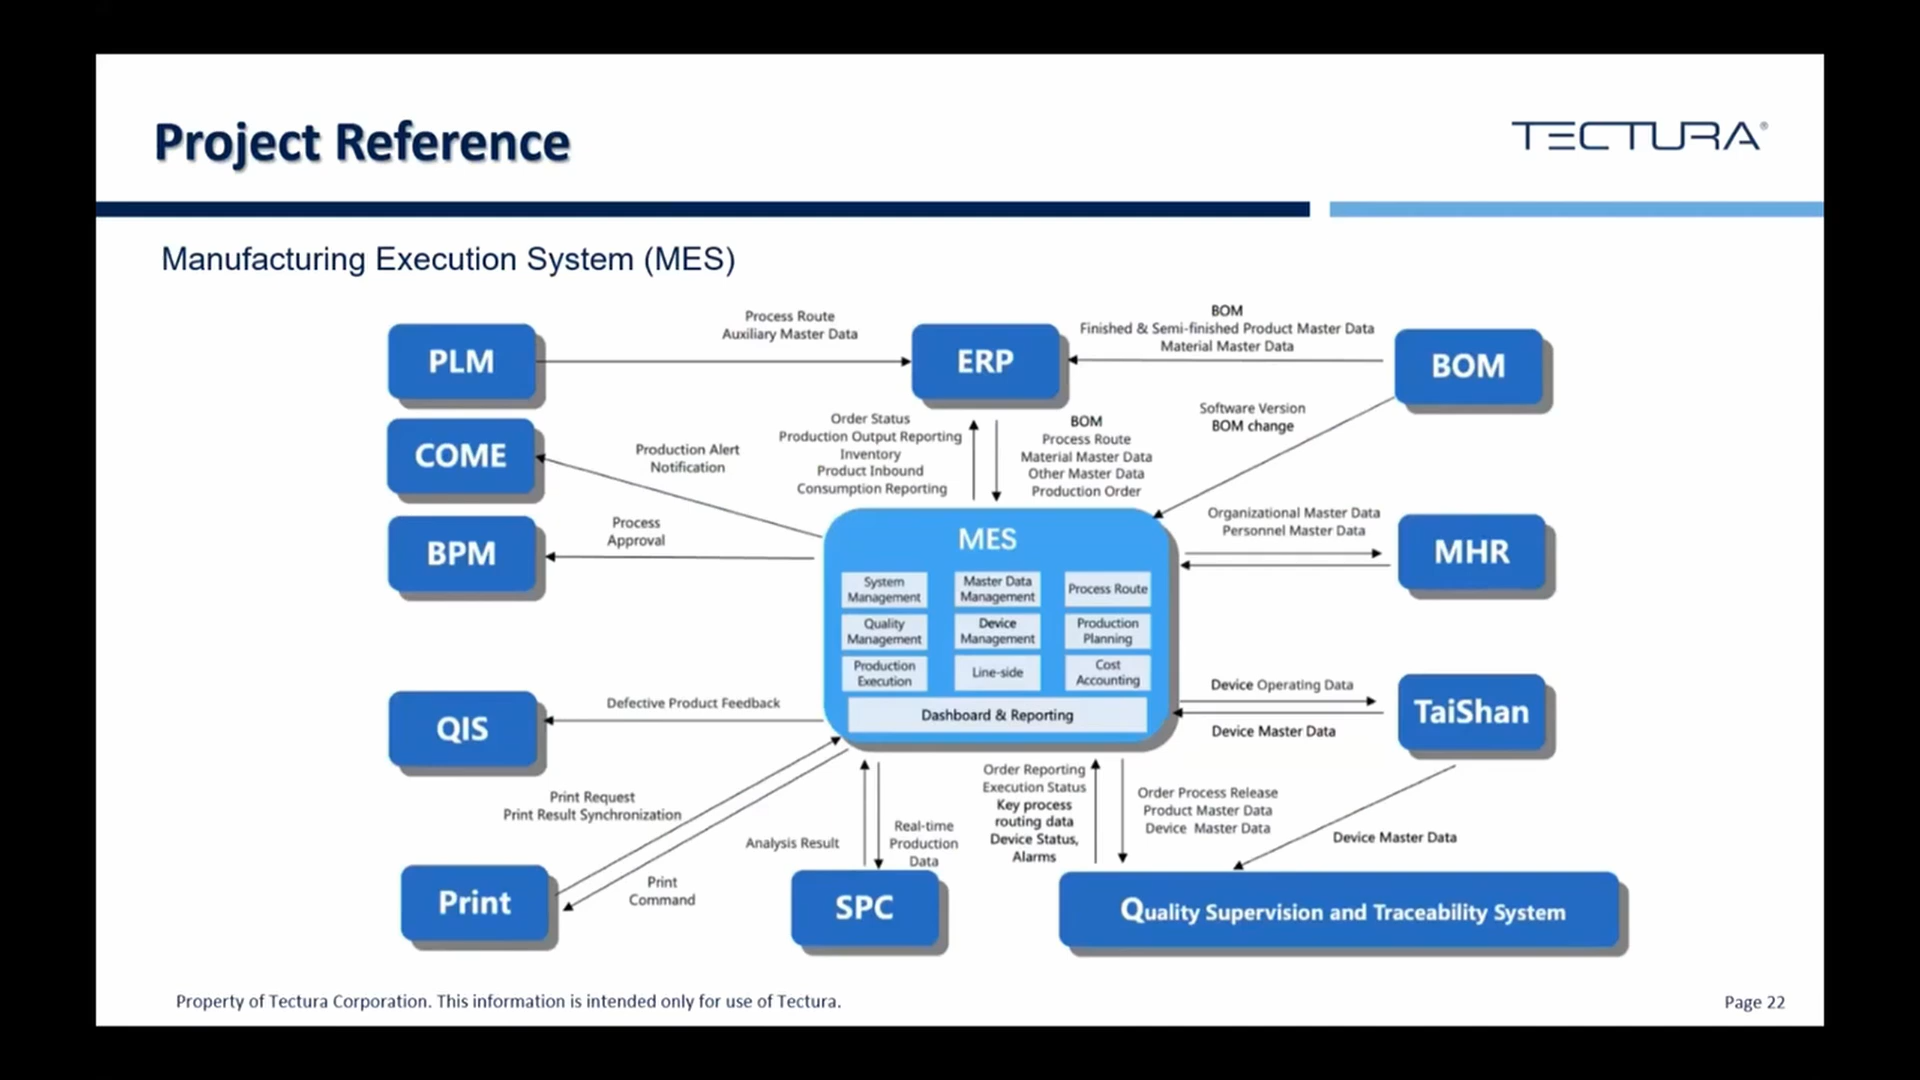 Project Reference
TECTURA®
Manufacturing Execution System (MES)
Process Route
Auxiliary Master Data
BOM
Finished & Semi-finished Product Master Data
Material Master Data
PLM
ERP
BOM
Software Version
BOM change
COME
Production Alert
Notification
Order Status
Production Output Reporting
Inventory
Product Inbound
Consumption Reporting
BOM
Process Route
Material Master Data
Other Master Data
Production Order
BPM
Process
Approval
Organizational Master Data
Personnel Master Data
MHR
MES
System
Management
Master Data
Management
Process Route
Quality
Management
Device
Management
Production
Planning
Production
Execution
Line-side
Cost
Accounting
Dashboard & Reporting
QIS
Defective Product Feedback
Device Operating Data
Device Master Data
TaiShan
Print Request
Print Result Synchronization
Print
Command
Print
Analysis Result
Real-time
Production
Data
SPC
Order Reporting
Execution Status
Key process
routing data
Device Status,
Alarms
Order Process Release
Product Master Data
Device Master Data
Device Master Data
Quality Supervision and Traceability System
Property of Tectura Corporation. This information is intended only for use of Tectura.
Page 22